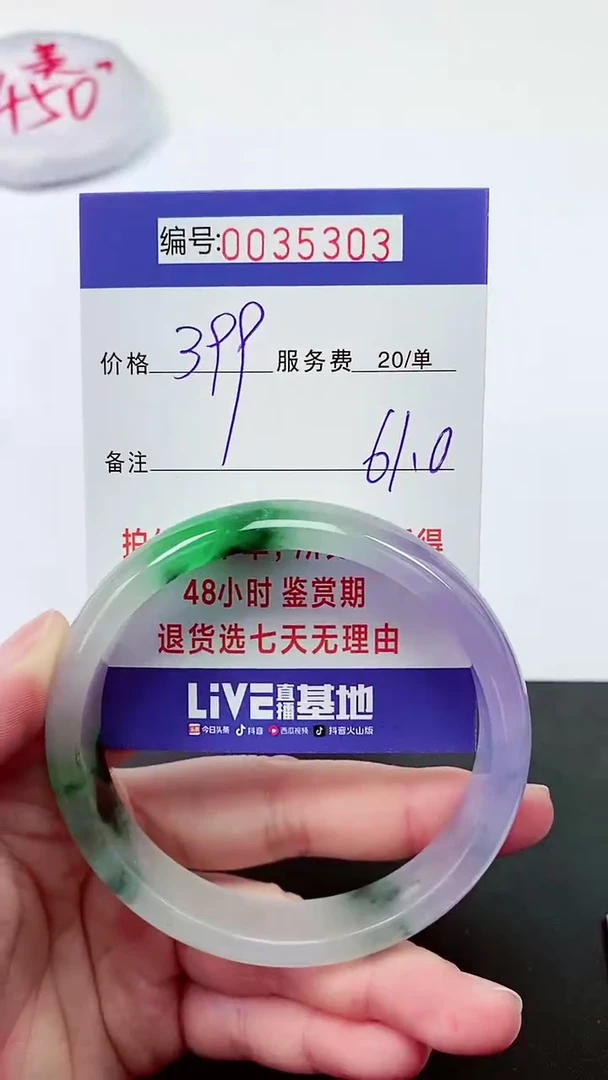 美
450
编号:0035303
价格 399 服务费 20/单
备注 61.0
48小时 鉴赏期
退货选七天无理由
LiVE直播基地
今日头条 抖音 西瓜视频 抖音火山版